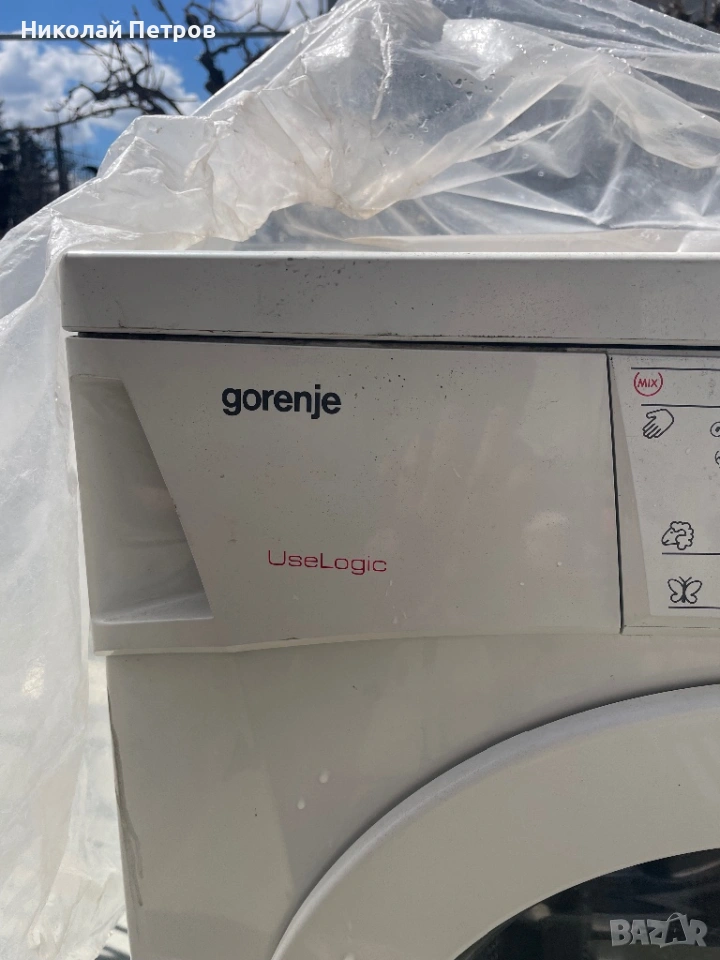 Николай Петров
gorenje
MIX
UseLogic
BAZAR